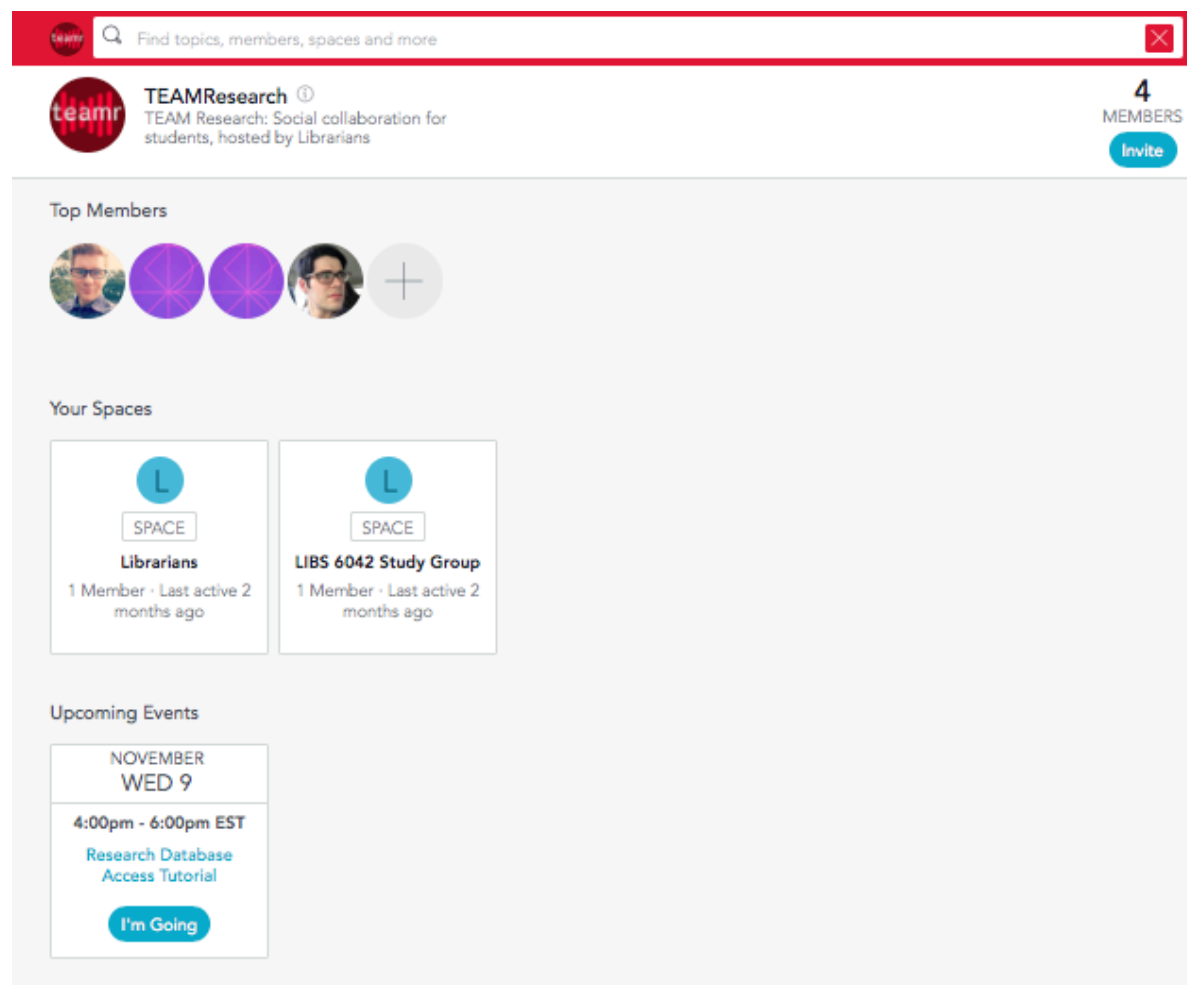 teamr
Find topics, members, spaces and more
teamr
TEAMResearch
TEAM Research: Social collaboration for
students, hosted by Librarians
4
MEMBERS
Invite
Top Members
Your Spaces
L
SPACE
Librarians
1 Member · Last active 2
months ago
L
SPACE
LIBS 6042 Study Group
1 Member · Last active 2
months ago
Upcoming Events
NOVEMBER
WED 9
4:00pm - 6:00pm EST
Research Database
Access Tutorial
I'm Going